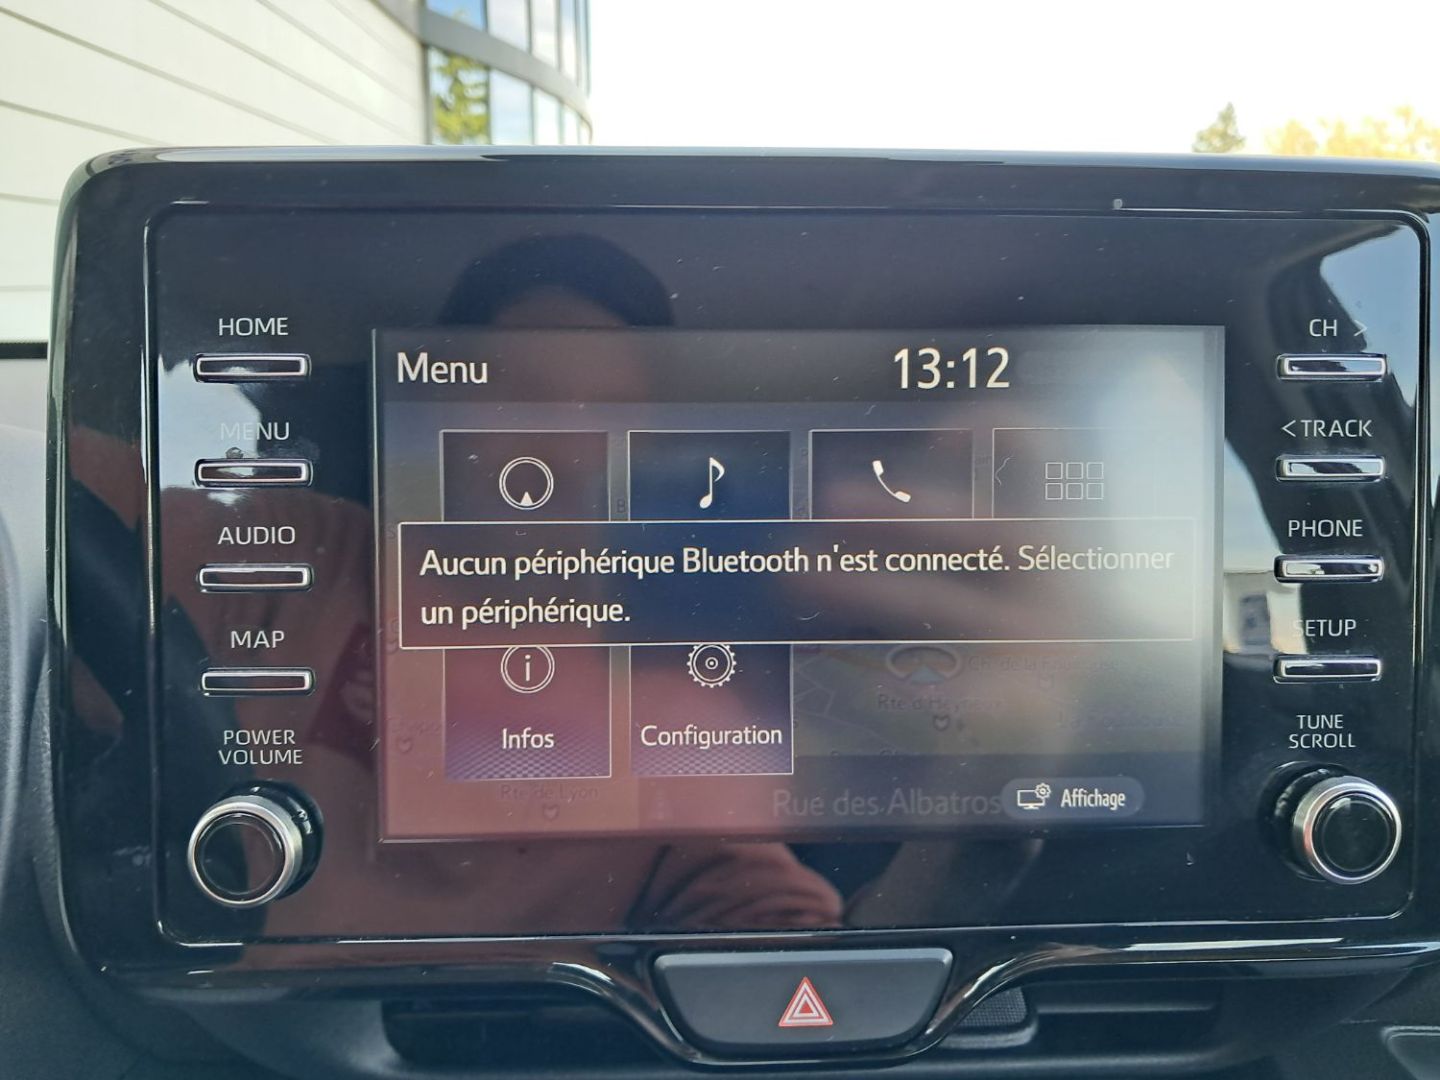 HOME
MENU
AUDIO
MAP
POWER
VOLUME
Menu
13:12
Aucun périphérique Bluetooth n'est connecté. Sélectionner
un périphérique.
Infos
Configuration
Rte de Lyon
Rue des Albatros
Affichage
CH >
< TRACK
PHONE
SETUP
TUNE
SCROLL